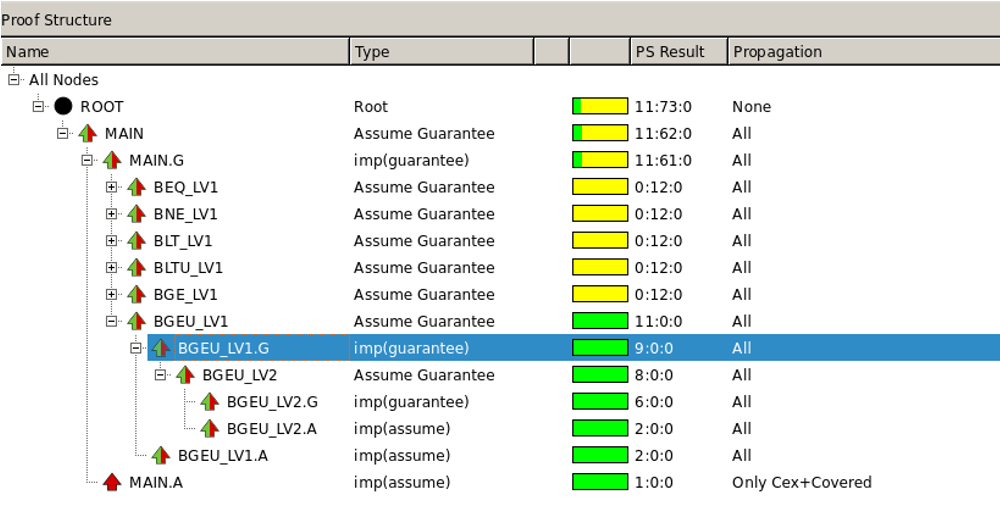 Proof Structure
Name Type PS Result Propagation
All Nodes
ROOT Root 11:73:0 None
MAIN Assume Guarantee 11:62:0 All
MAIN.G imp(guarantee) 11:61:0 All
BEQ_LV1 Assume Guarantee 0:12:0 All
BNE_LV1 Assume Guarantee 0:12:0 All
BLT_LV1 Assume Guarantee 0:12:0 All
BLTU_LV1 Assume Guarantee 0:12:0 All
BGE_LV1 Assume Guarantee 0:12:0 All
BGEU_LV1 Assume Guarantee 11:0:0 All
BGEU_LV1.G imp(guarantee) 9:0:0 All
BGEU_LV2 Assume Guarantee 8:0:0 All
BGEU_LV2.G imp(guarantee) 6:0:0 All
BGEU_LV2.A imp(assume) 2:0:0 All
BGEU_LV1.A imp(assume) 2:0:0 All
MAIN.A imp(assume) 1:0:0 Only Cex+Covered